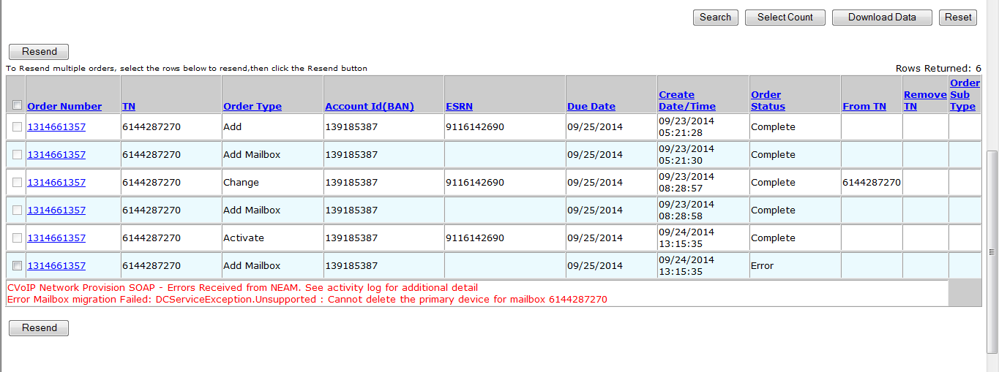 Search Select Count Download Data Reset
Resend
To Resend multiple orders, select the rows below to resend,then click the Resend button Rows Returned: 6
Order Number TN Order Type Account Id(BAN) ESRN Due Date Create Date/Time Order Status From TN Remove TN Order Sub Type
1314661357 6144287270 Add 139185387 9116142690 09/25/2014 09/23/2014 05:21:28 Complete
1314661357 6144287270 Add Mailbox 139185387 09/25/2014 09/23/2014 05:21:30 Complete
1314661357 6144287270 Change 139185387 9116142690 09/25/2014 09/23/2014 08:28:57 Complete 6144287270
1314661357 6144287270 Add Mailbox 139185387 09/25/2014 09/23/2014 08:28:58 Complete
1314661357 6144287270 Activate 139185387 9116142690 09/25/2014 09/24/2014 13:15:35 Complete
1314661357 6144287270 Add Mailbox 139185387 09/25/2014 09/24/2014 13:15:35 Error
CVoIP Network Provision SOAP - Errors Received from NEAM. See activity log for additional detail
Error Mailbox migration Failed: DCServiceException.Unsupported : Cannot delete the primary device for mailbox 6144287270
Resend